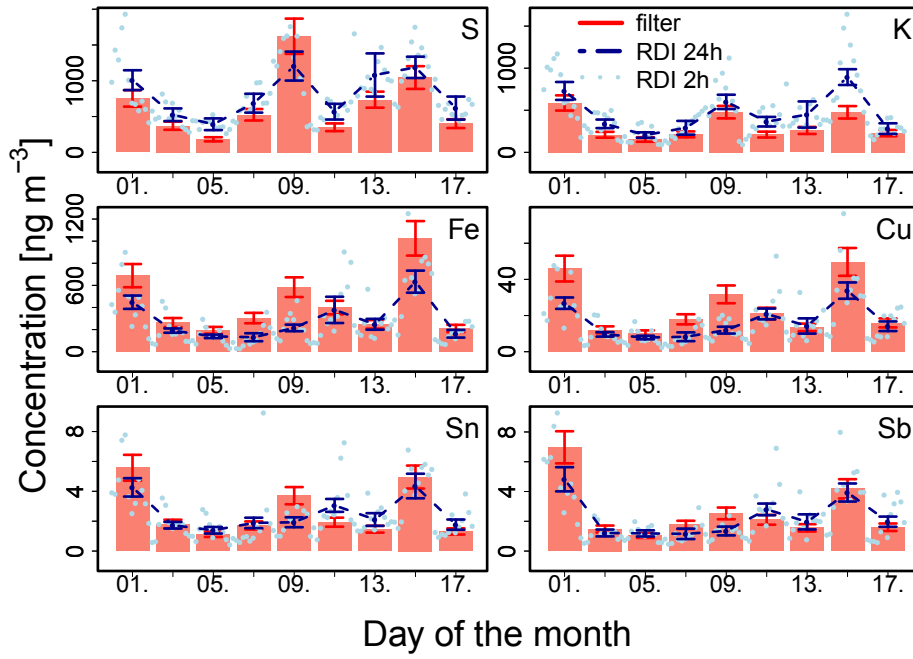 S
K
filter
RDI 24h
RDI 2h
0
1000
0
1000
01. 05. 09. 13. 17.
01. 05. 09. 13. 17.
Concentration [ng m⁻³]
Fe
Cu
0
600
1200
0
40
01. 05. 09. 13. 17.
01. 05. 09. 13. 17.
Sn
Sb
0
4
8
0
4
8
01. 05. 09. 13. 17.
01. 05. 09. 13. 17.
Day of the month